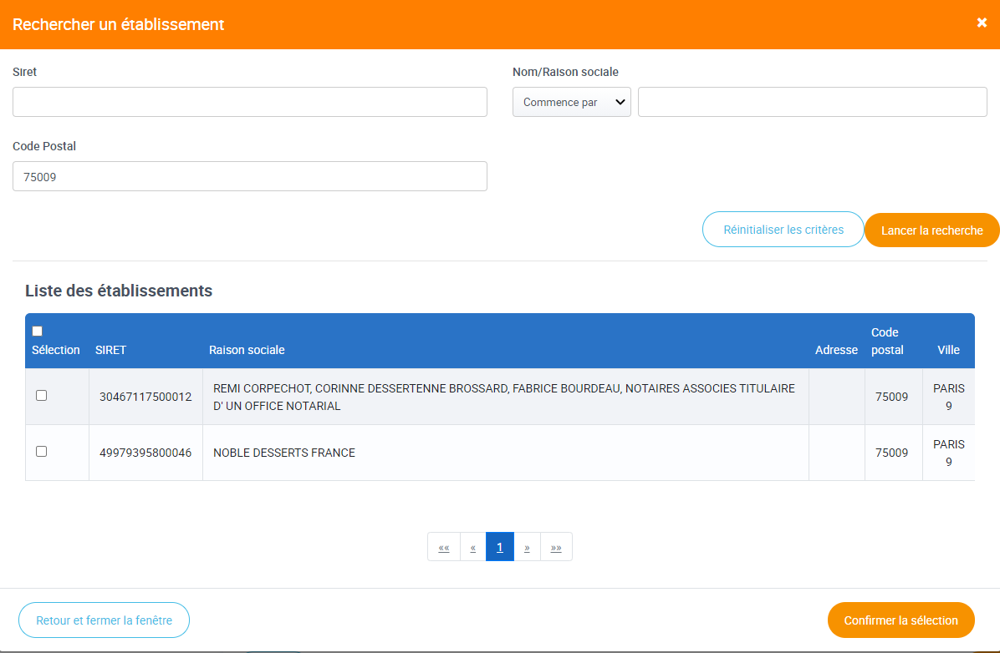 Rechercher un établissement
×
Siret
Nom/Raison sociale
Commence par
Code Postal
75009
Réinitialiser les critères
Lancer la recherche
Liste des établissements
Sélection SIRET Raison sociale Adresse Code postal Ville
30467117500012 REMI CORPECHOT, CORINNE DESSERTENNE BROSSARD, FABRICE BOURDEAU, NOTAIRES ASSOCIES TITULAIRE
D' UN OFFICE NOTARIAL
75009
PARIS
9
49979395800046 NOBLE DESSERTS FRANCE 75009
PARIS
9
«« « 1 » »»
Retour et fermer la fenêtre
Confirmer la sélection